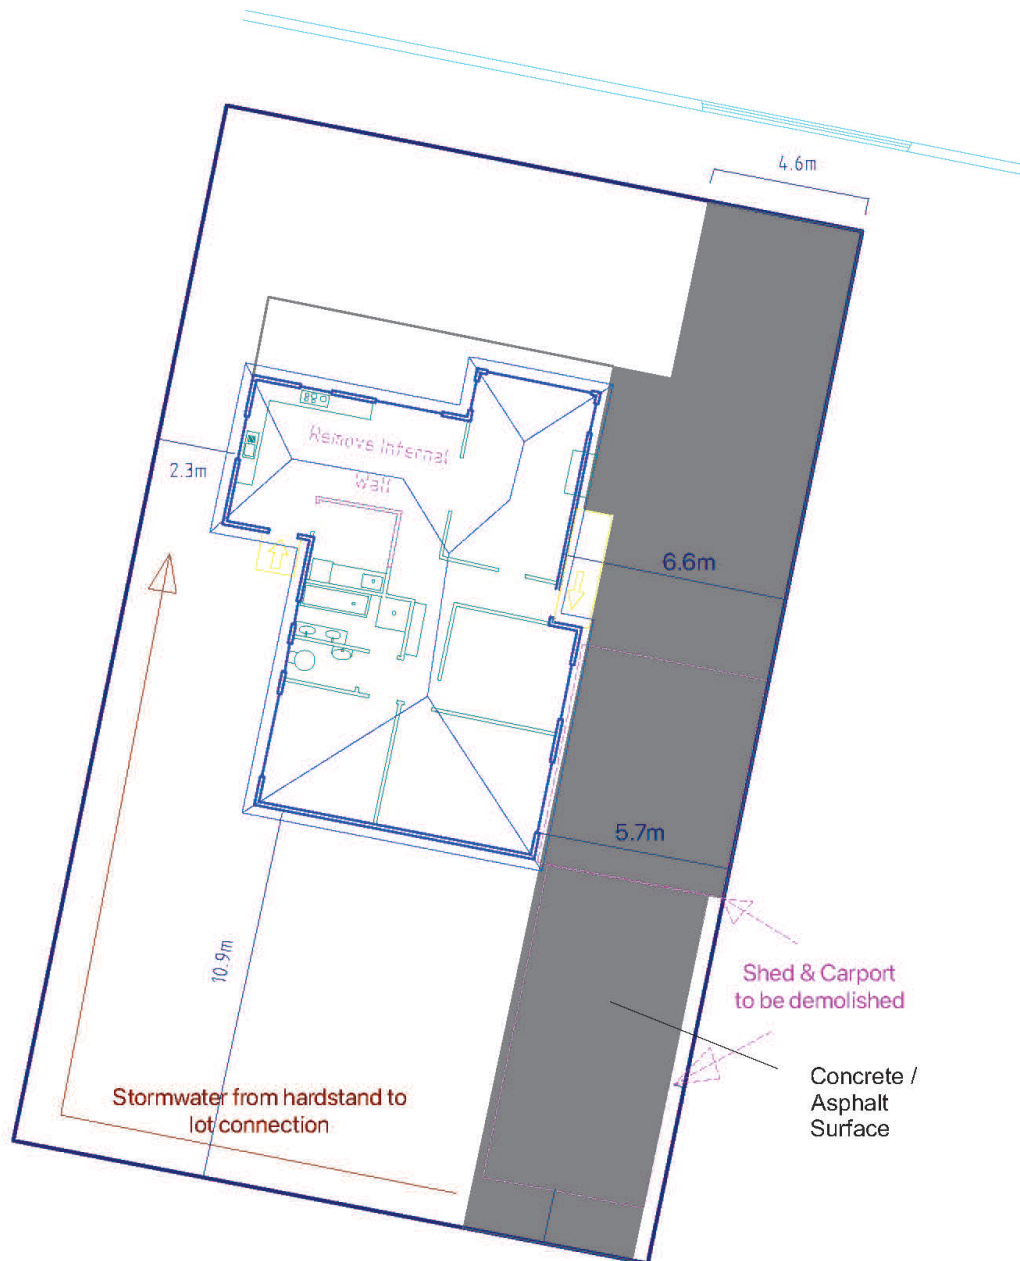 4.6m
Remove Internal
Wall
2.3m
6.6m
5.7m
10.9m
Shed & Carport
to be demolished
Concrete /
Asphalt
Surface
Stormwater from hardstand to
lot connection